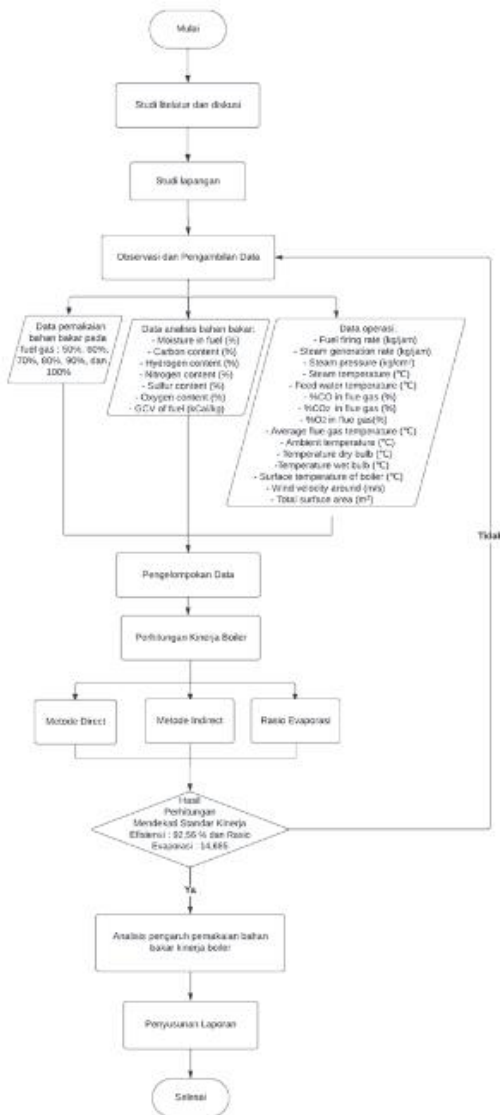 Mulai
Studi literatur dan diskusi
Studi lapangan
Observasi dan Pengambilan Data
Data pemakaian
bahan bakar pada
fuel gas : 50%, 60%,
70%, 80%, 90%, dan
100%
Data analisis bahan bakar:
- Moisture in fuel (%)
- Carbon content (%)
- Hydrogen content (%)
- Nitrogen content (%)
- Sulfur content (%)
- Oxygen content (%)
- GCV of fuel (kCal/kg)
Data operasi:
- Fuel firing rate (kg/jam)
- Steam generation rate (kg/jam)
- Steam pressure (kg/cm²)
- Steam temperature (°C)
- Feed water temperature (°C)
- %CO in flue gas (%)
- %CO₂ in flue gas (%)
- %O2 in flue gas(%)
- Average flue gas temperature (°C)
- Ambient temperature (°C)
- Temperature dry bulb (°C)
-Temperature wet bulb (°C)
- Surface temperature of boiler (°C)
- Wind velocity around (m/s)
- Total surface area (m²)
Tidak
Pengelompokan Data
Perhitungan Kinerja Boiler
Metode Direct
Metode Indirect
Rasio Evaporasi
Hasil
Perhitungan
Mendekati Standar Kinerja
Efisiensi : 92,56 % dan Rasio
Evaporasi : 14,685
Ya
Analisis pengaruh pemakaian bahan
bakar kinerja boiler
Penyusunan Laporan
Selesai